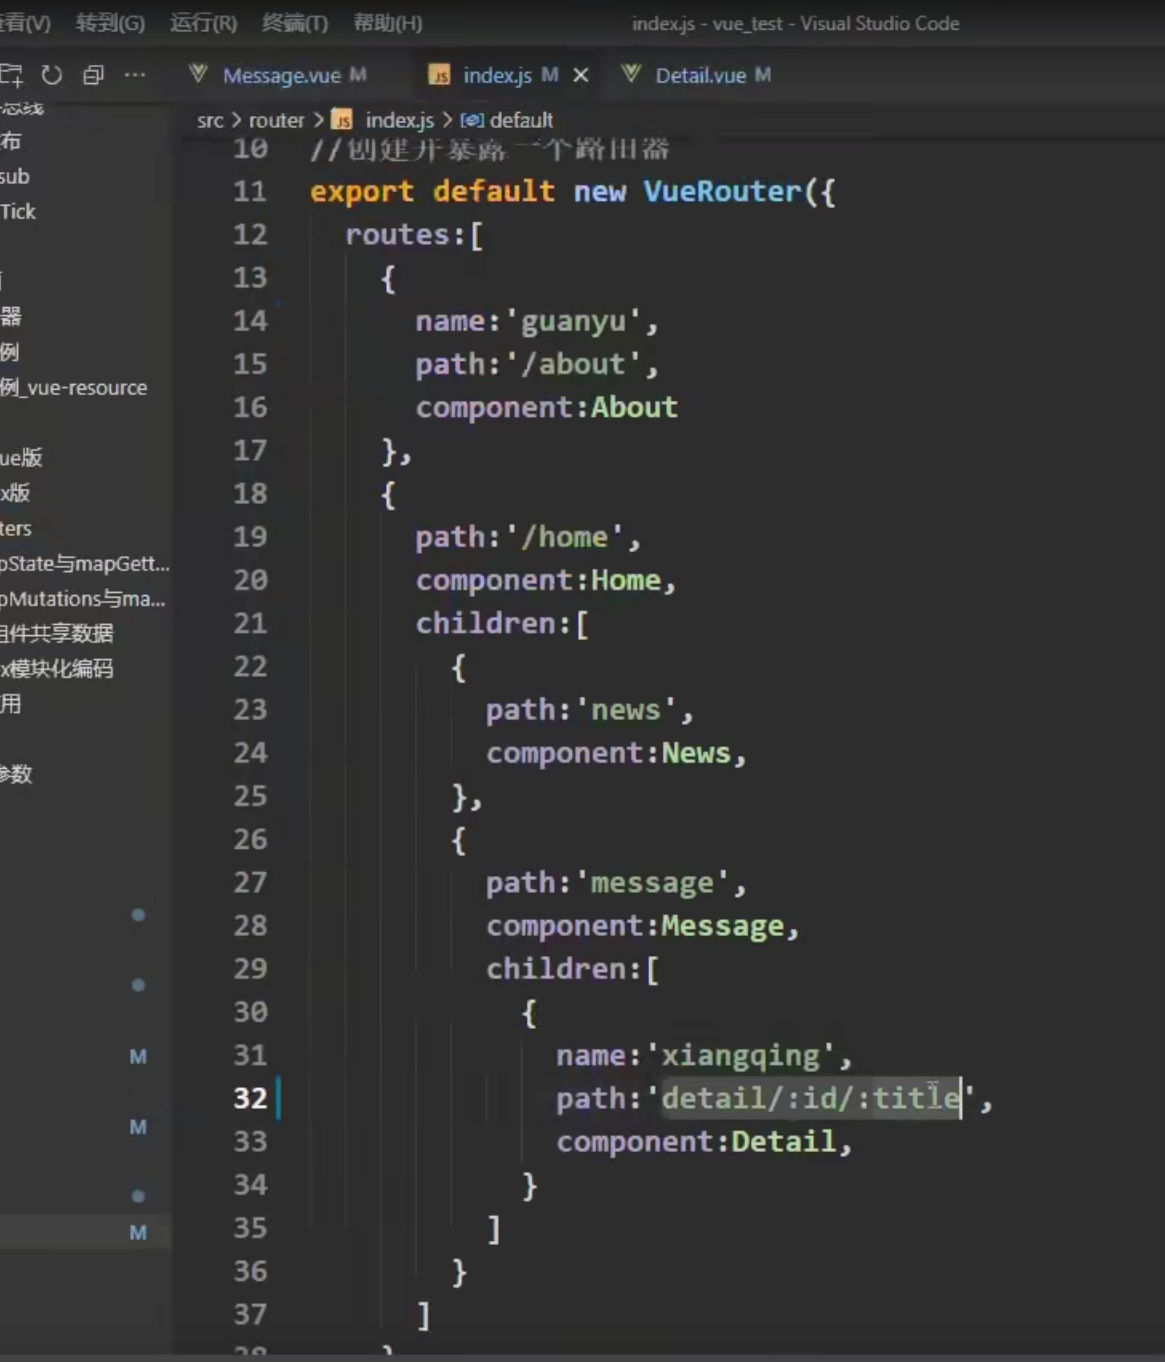 查看(V) 转到(G) 运行(R) 终端(T) 帮助(H) index.js - vue_test - Visual Studio Code
··· Message.vue M JS index.js M × Detail.vue M
src > router > JS index.js > default
总线
布
sub
Tick
器
例
例_vue-resource
ue版
x版
ters
pState与mapGett...
pMutations与ma...
组件共享数据
x模块化编码
用
参数
M
M
M
10 //创建并暴露一个路由器
11 export default new VueRouter({
12 routes:[
13 {
14 name:'guanyu',
15 path:'/about',
16 component:About
17 },
18 {
19 path:'/home',
20 component:Home,
21 children:[
22 {
23 path:'news',
24 component:News,
25 },
26 {
27 path:'message',
28 component:Message,
29 children:[
30 {
31 name:'xiangqing',
32 path:'detail/:id/:title',
33 component:Detail,
34 }
35 ]
36 }
37 ]
38 }